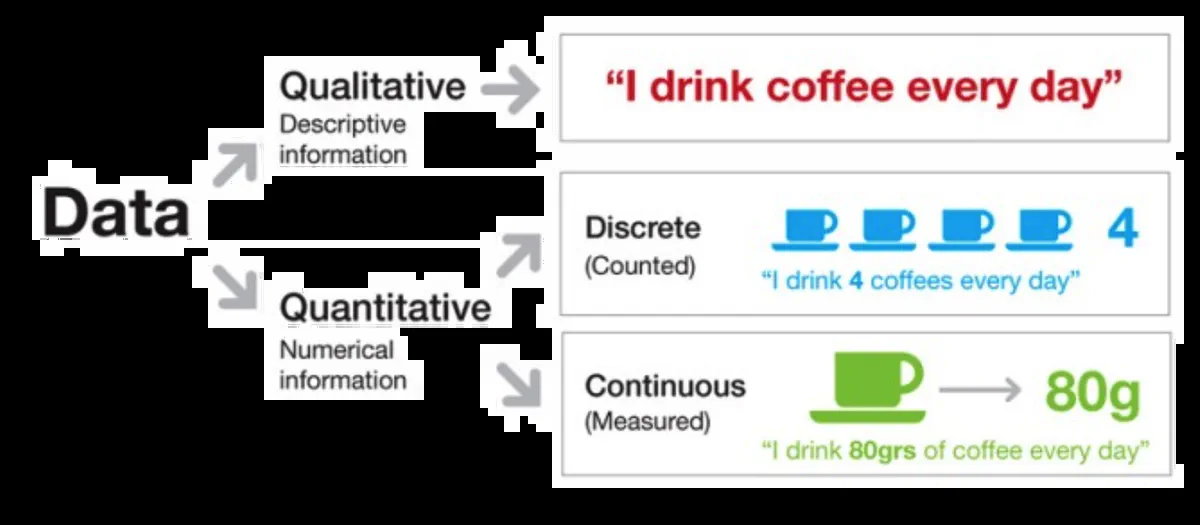 Data
Qualitative
Descriptive
information
“I drink coffee every day”
Quantitative
Numerical
information
Discrete
(Counted)
4
“I drink 4 coffees every day”
Continuous
(Measured)
80g
“I drink 80grs of coffee every day”